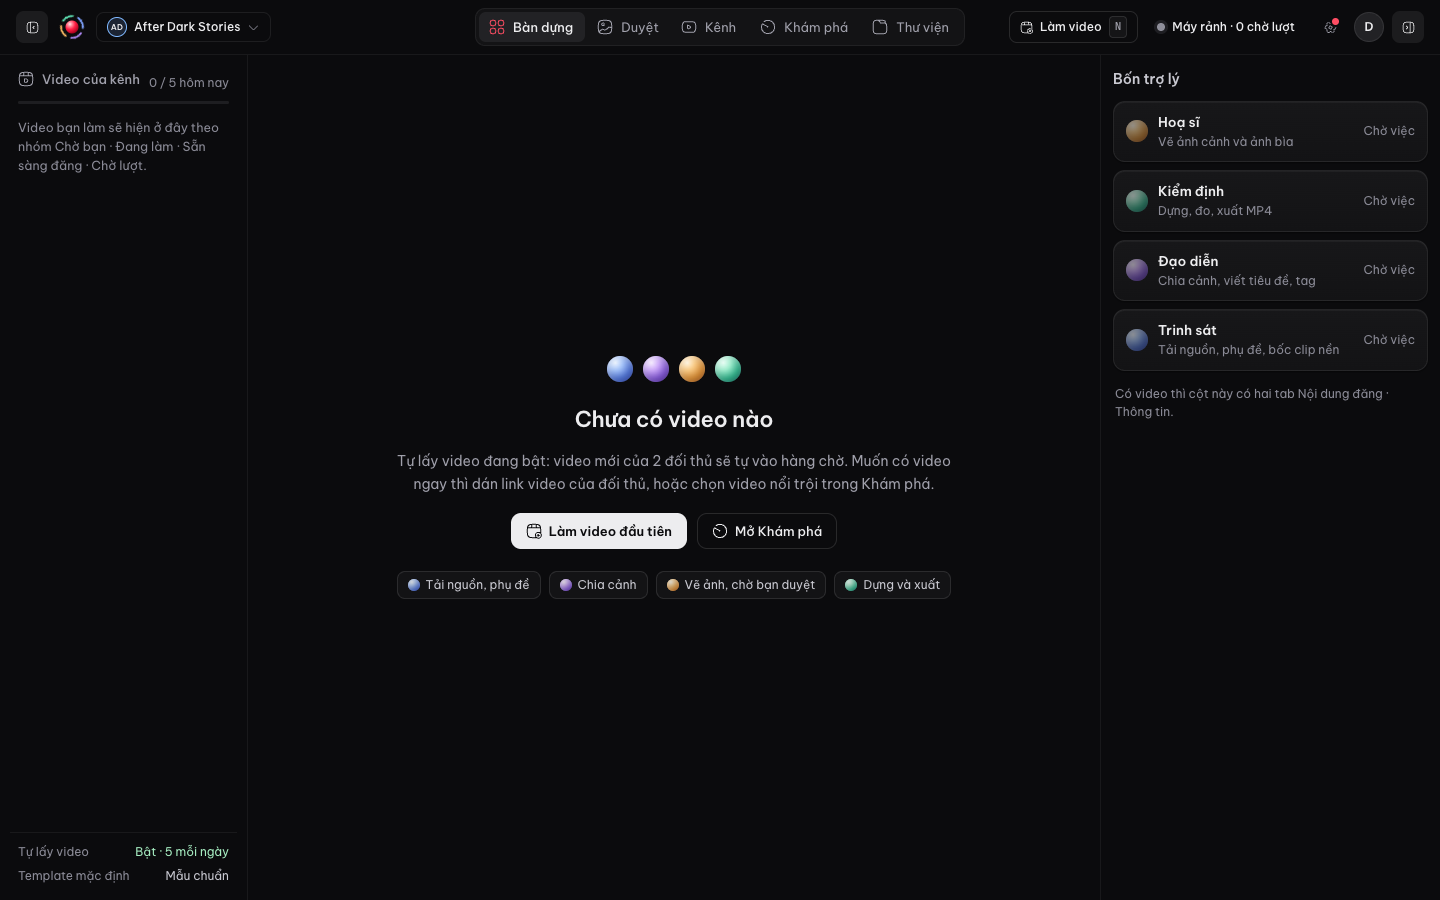 AD After Dark Stories
Bàn dựng
Duyệt
Kênh
Khám phá
Thư viện
Làm video N
Máy rảnh · 0 chờ lượt
D
Video của kênh
0 / 5 hôm nay
Video bạn làm sẽ hiện ở đây theo
nhóm Chờ bạn · Đang làm · Sẵn
sàng đăng · Chờ lượt.
Tự lấy video
Bật · 5 mỗi ngày
Template mặc định
Mẫu chuẩn
Chưa có video nào
Tự lấy video đang bật: video mới của 2 đối thủ sẽ tự vào hàng chờ. Muốn có video
ngay thì dán link video của đối thủ, hoặc chọn video nổi trội trong Khám phá.
Làm video đầu tiên
Mở Khám phá
Tải nguồn, phụ đề
Chia cảnh
Vẽ ảnh, chờ bạn duyệt
Dựng và xuất
Bốn trợ lý
Hoạ sĩ
Vẽ ảnh cảnh và ảnh bìa
Chờ việc
Kiểm định
Dựng, đo, xuất MP4
Chờ việc
Đạo diễn
Chia cảnh, viết tiêu đề, tag
Chờ việc
Trinh sát
Tải nguồn, phụ đề, bốc clip nền
Chờ việc
Có video thì cột này có hai tab Nội dung đăng ·
Thông tin.